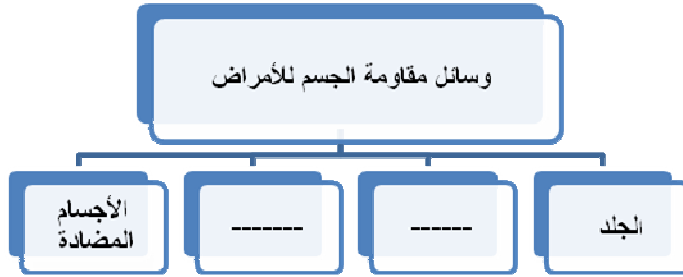 وسائل مقاومة الجسم للأمراض
الجلد
------
-------
الأجسام
المضادة